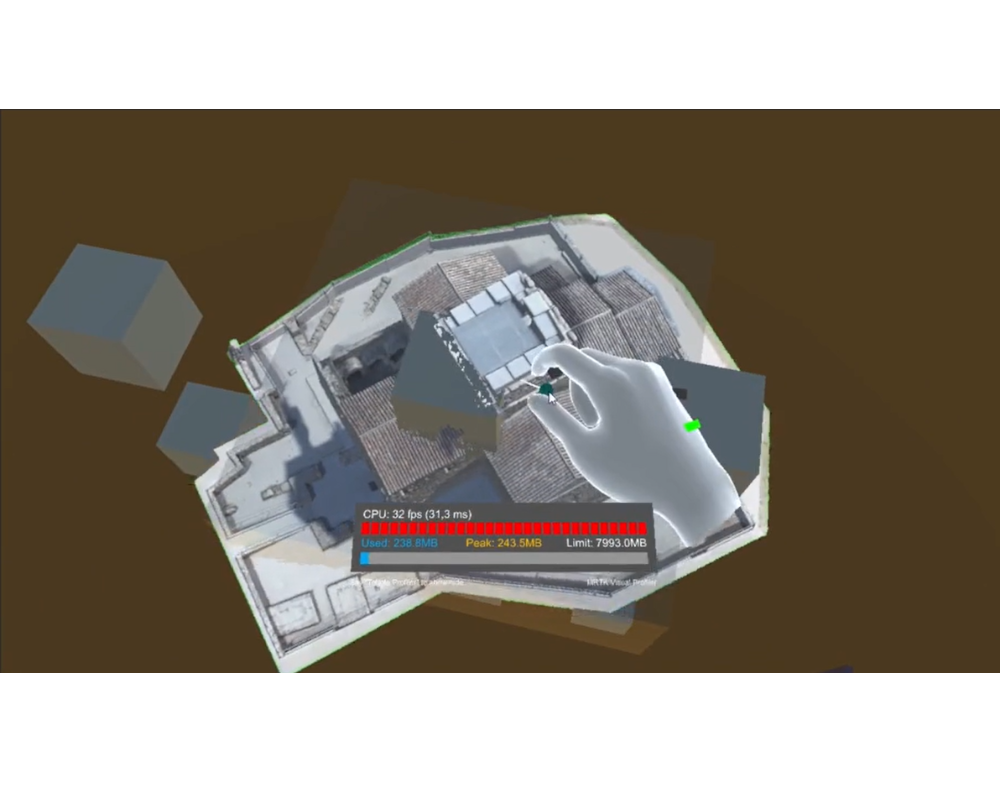 CPU: 32 fps (31,3 ms)
Used: 238.8MB Peak: 243.5MB Limit: 7993.0MB
MRTK Visual Profiler